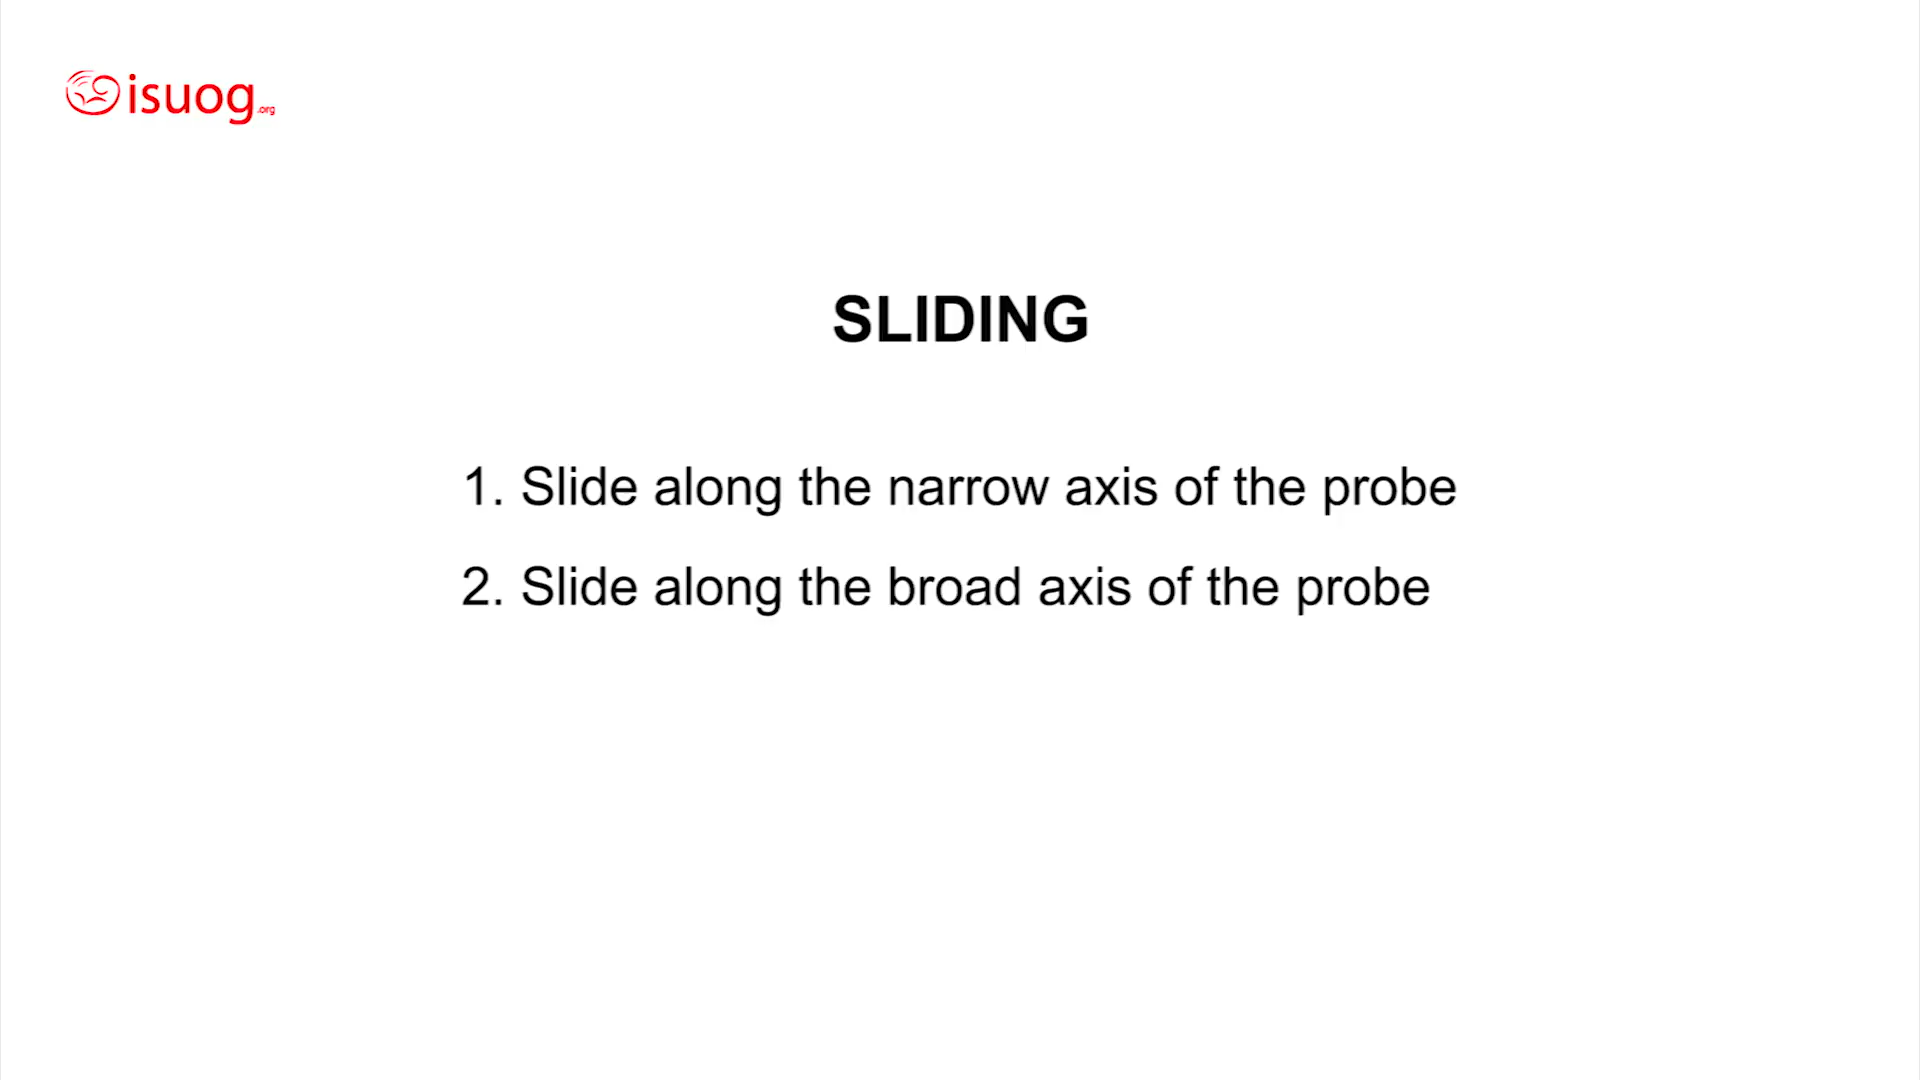 isuog.org
SLIDING
1. Slide along the narrow axis of the probe
2. Slide along the broad axis of the probe